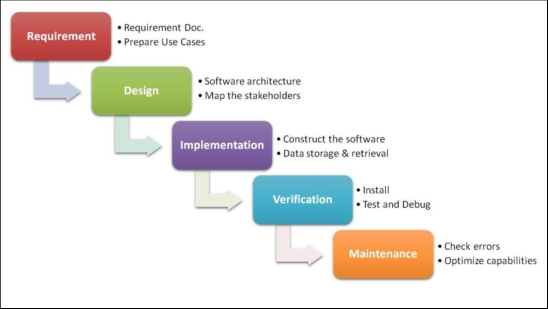 Requirement
• Requirement Doc.
• Prepare Use Cases
Design
• Software architecture
• Map the stakeholders
Implementation
• Construct the software
• Data storage & retrieval
Verification
• Install
• Test and Debug
Maintenance
• Check errors
• Optimize capabilities